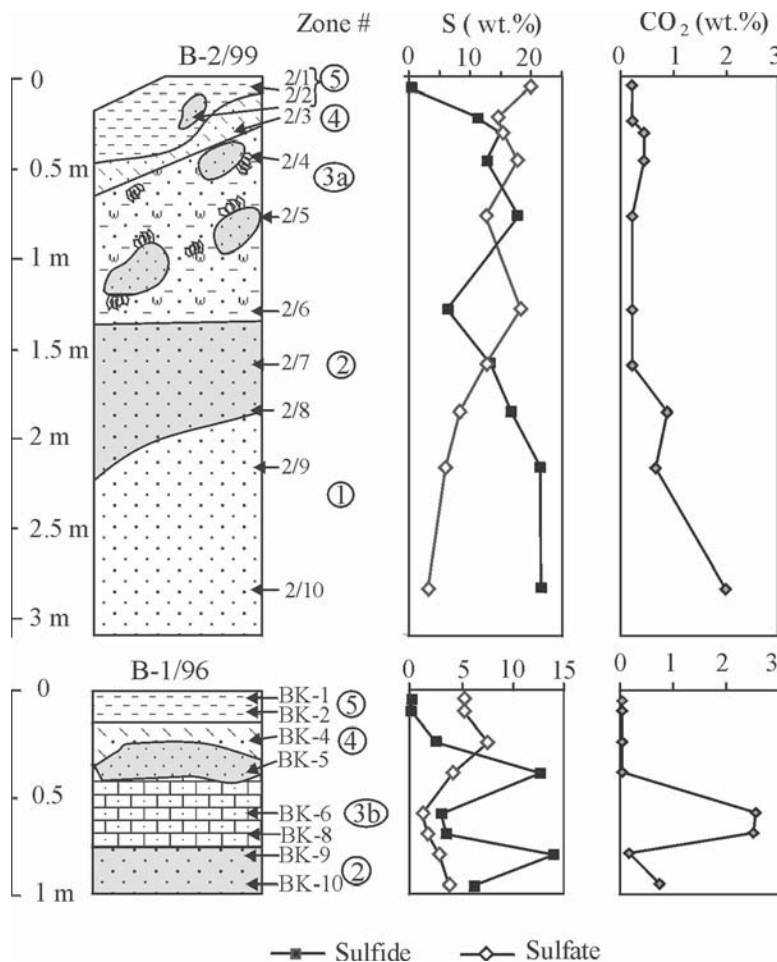 Zone # S ( wt.%) CO2 (wt.%)
B-2/99
0 10 20 0 1 2 3
0
2/1
2/2
5
2/3 4
0.5 m
2/4
3a
2/5
1 m
2/6
1.5 m
2/7 2
2/8
2 m
2/9
1
2.5 m
2/10
3 m
B-1/96
0 5 10 15 0 1 2 3
0
BK-1
5
BK-2
BK-4 4
BK-5
0.5
BK-6 3b
BK-8
BK-9
2
BK-10
1 m
Sulfide Sulfate